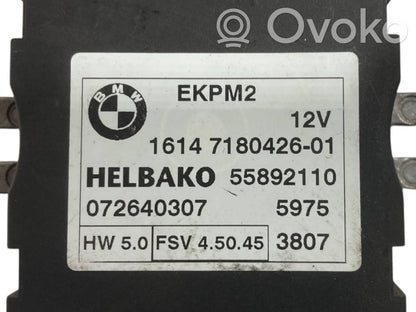 Ovoko
BMW
EKPM2
12V
1614 7180426-01
HELBAKO 55892110
072640307 5975
HW 5.0 FSV 4.50.45 3807